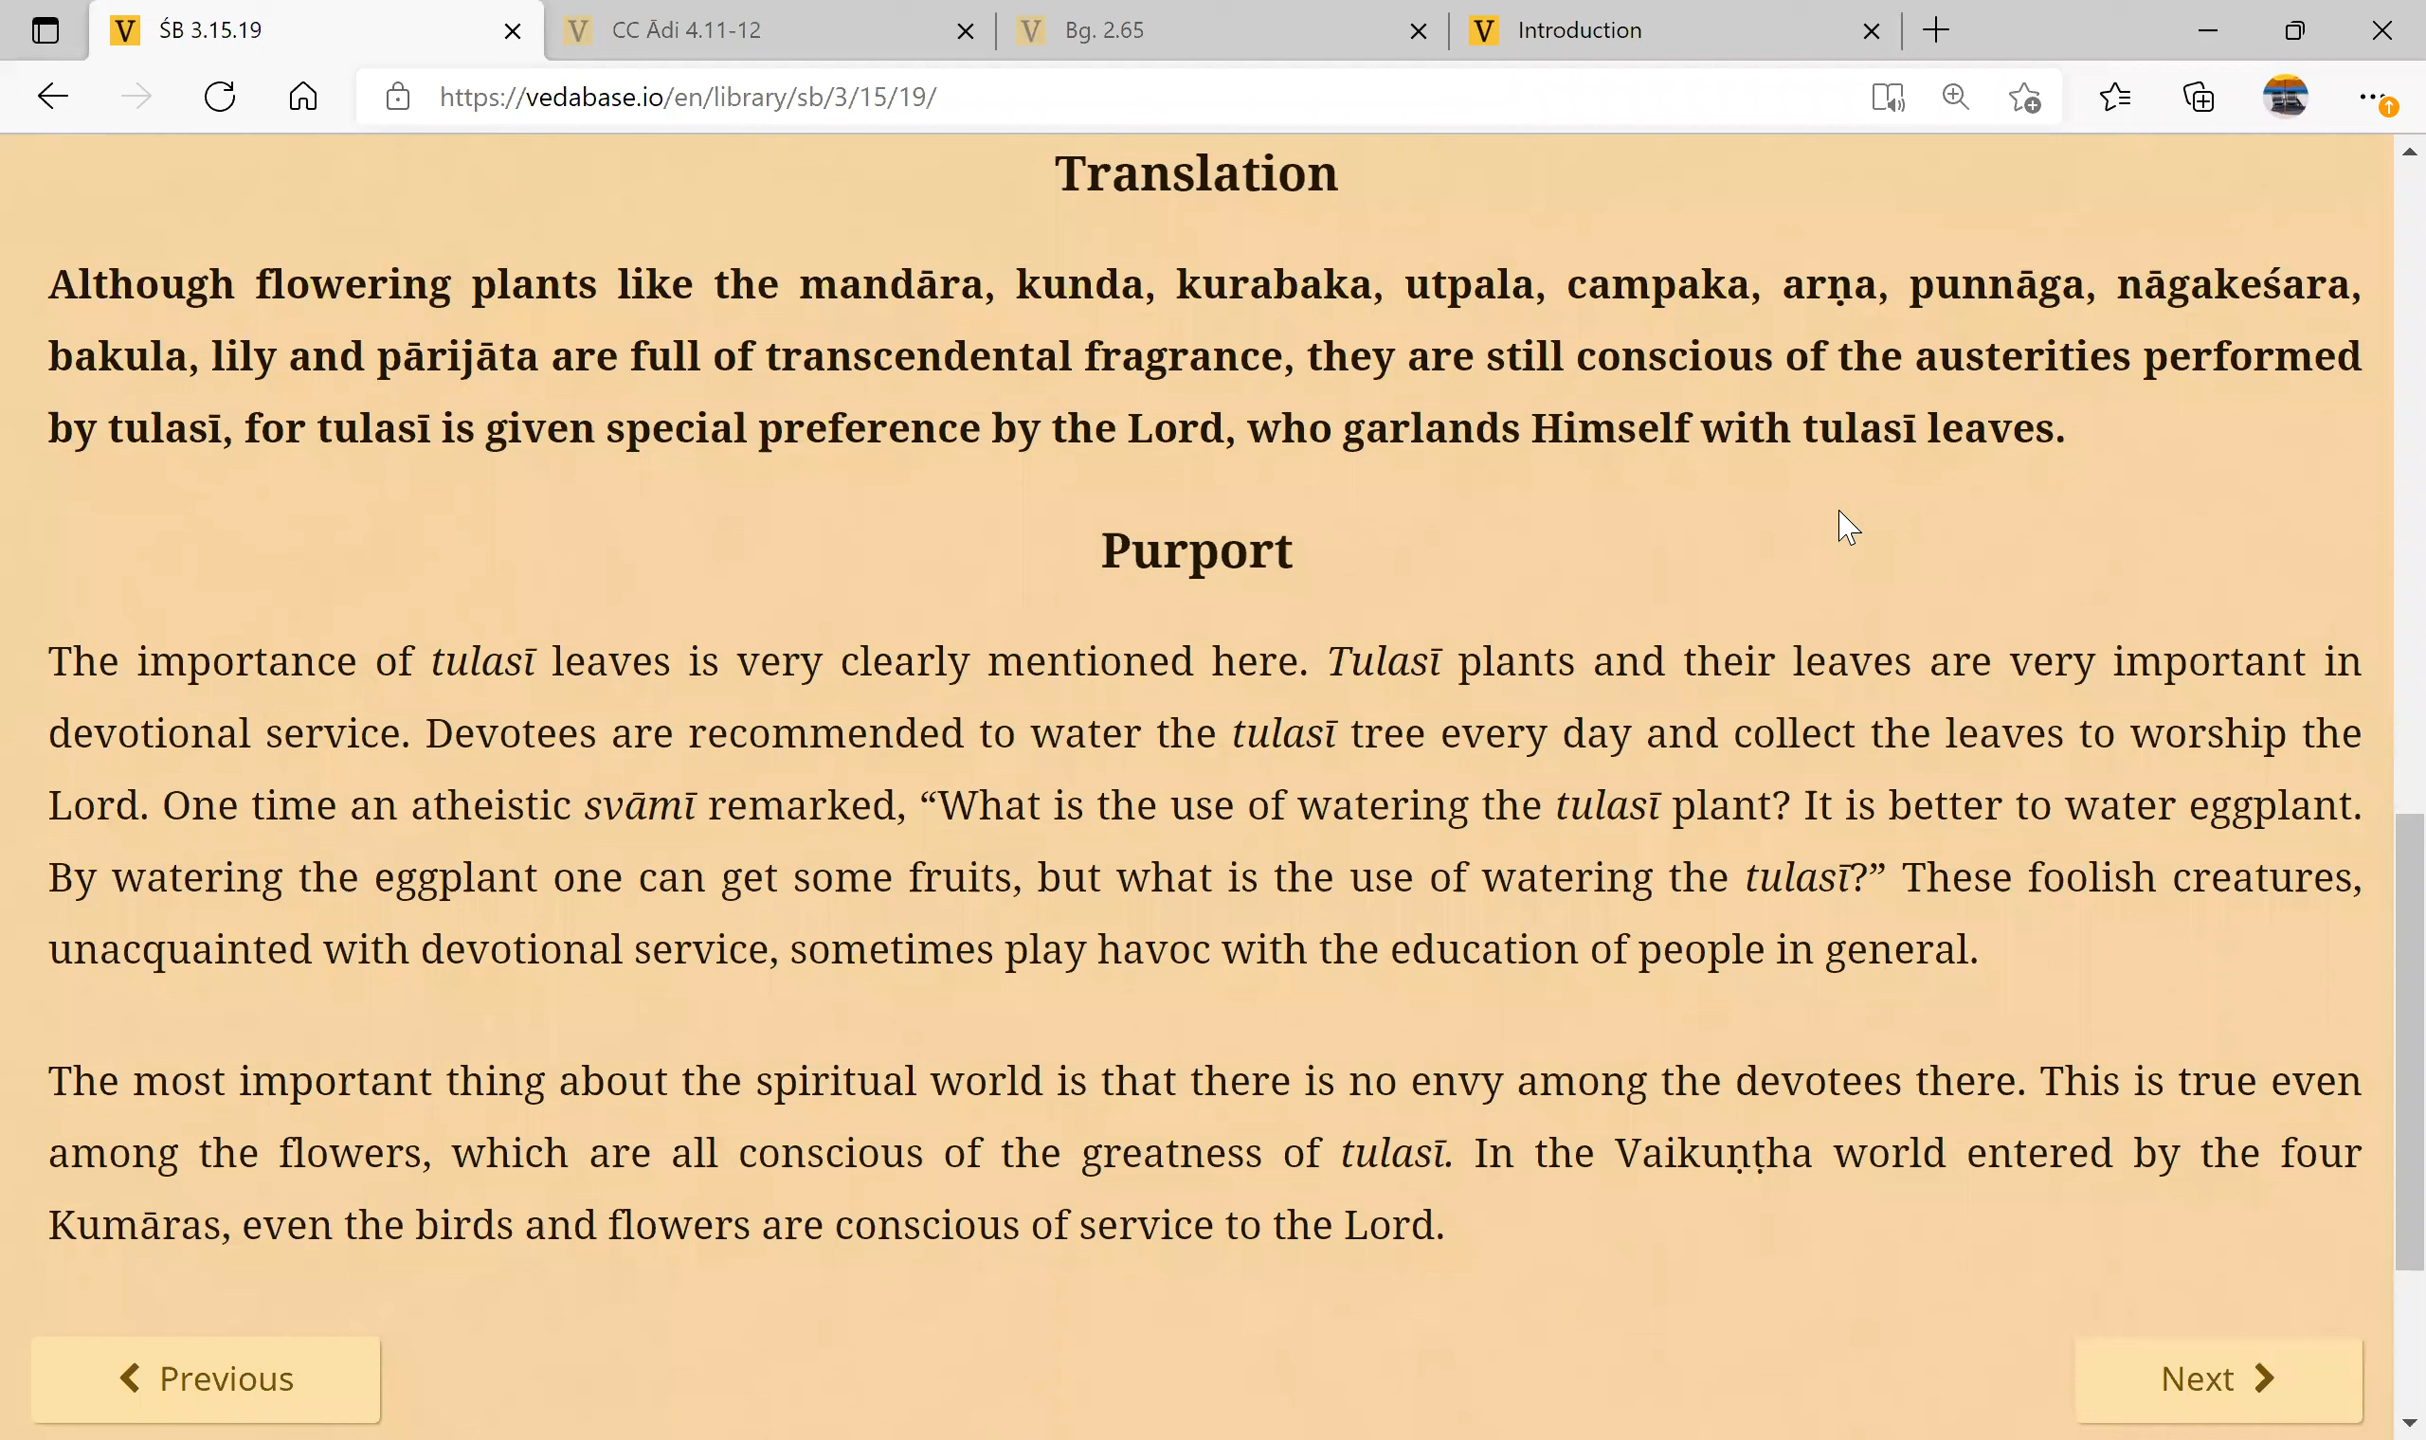 ŚB 3.15.19
CC Ādi 4.11-12
Bg. 2.65
Introduction
https://vedabase.io/en/library/sb/3/15/19/
Translation
Although flowering plants like the mandāra, kunda, kurabaka, utpala, campaka, arṇa, punnāga, nāgakeśara,
bakula, lily and pārijāta are full of transcendental fragrance, they are still conscious of the austerities performed
by tulasī, for tulasī is given special preference by the Lord, who garlands Himself with tulasī leaves.
Purport
The importance of tulasī leaves is very clearly mentioned here. Tulasī plants and their leaves are very important in
devotional service. Devotees are recommended to water the tulasī tree every day and collect the leaves to worship the
Lord. One time an atheistic svāmī remarked, “What is the use of watering the tulasī plant? It is better to water eggplant.
By watering the eggplant one can get some fruits, but what is the use of watering the tulasī?” These foolish creatures,
unacquainted with devotional service, sometimes play havoc with the education of people in general.
The most important thing about the spiritual world is that there is no envy among the devotees there. This is true even
among the flowers, which are all conscious of the greatness of tulasī. In the Vaikuṇṭha world entered by the four
Kumāras, even the birds and flowers are conscious of service to the Lord.
Previous
Next